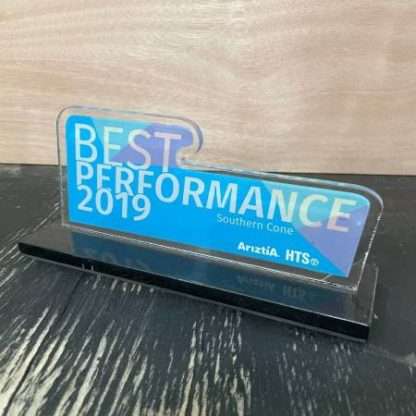 BEST
PERFORMANCE
2019
Southern Cone
AriztíA HTS